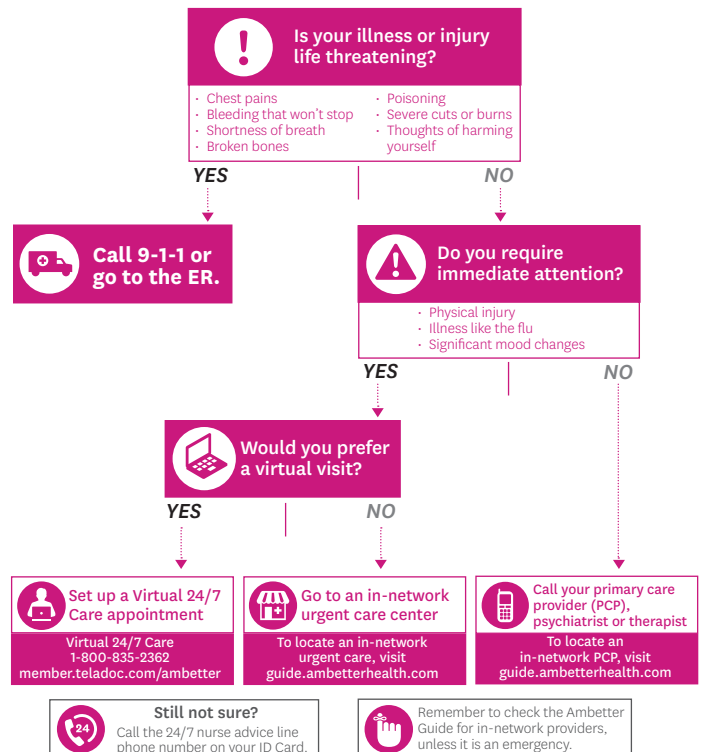 Is your illness or injury
life threatening?
· Chest pains
· Bleeding that won't stop
· Shortness of breath
· Broken bones
· Poisoning
· Severe cuts or burns
· Thoughts of harming
yourself
YES
NO
Call 9-1-1 or
go to the ER.
Do you require
immediate attention?
· Physical injury
· Illness like the flu
· Significant mood changes
YES
NO
Would you prefer
a virtual visit?
YES
NO
Set up a Virtual 24/7
Care appointment
Virtual 24/7 Care
1-800-835-2362
member.teladoc.com/ambetter
Go to an in-network
urgent care center
To locate an in-network
urgent care, visit
guide.ambetterhealth.com
Call your primary care
provider (PCP),
psychiatrist or therapist
To locate an
in-network PCP, visit
guide.ambetterhealth.com
24
Still not sure?
Call the 24/7 nurse advice line
phone number on your ID Card.
Remember to check the Ambetter
Guide for in-network providers,
unless it is an emergency.